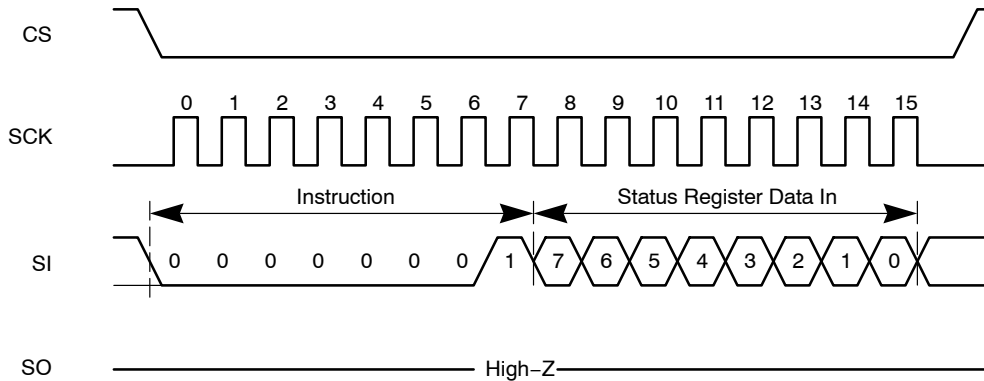 CS
0 1 2 3 4 5 6 7 8 9 10 11 12 13 14 15
SCK
Instruction Status Register Data In
SI 0 0 0 0 0 0 0 1 7 6 5 4 3 2 1 0
SO High−Z